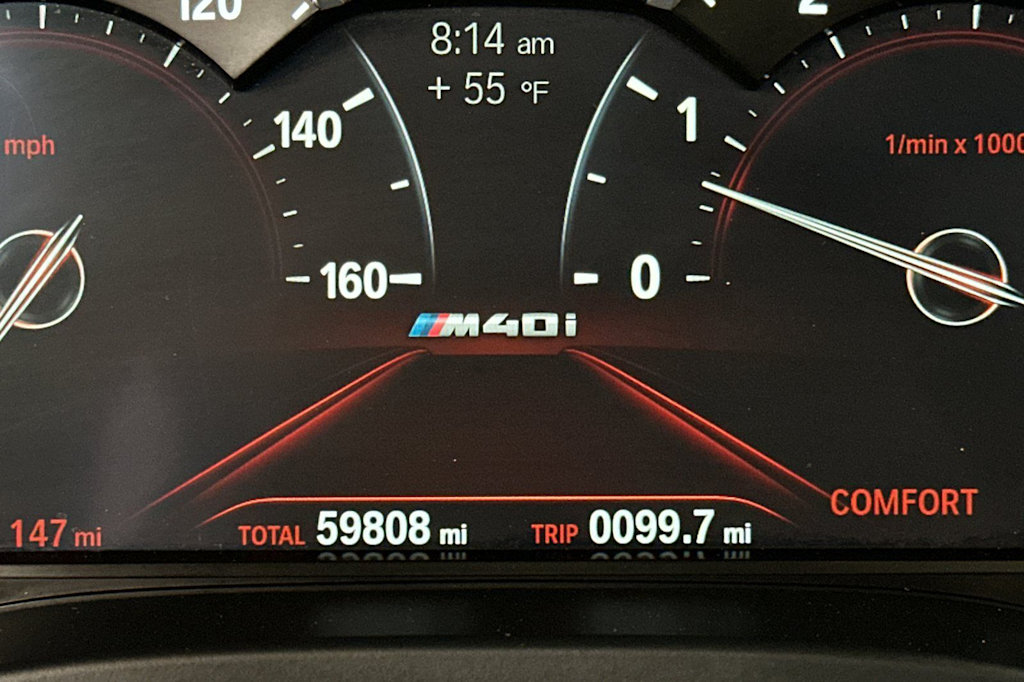 120
2
8:14 am
+ 55 °F
140
1
mph
1/min x 1000
160
0
M40i
COMFORT
147 mi
TOTAL 59808 mi
TRIP 0099.7 mi